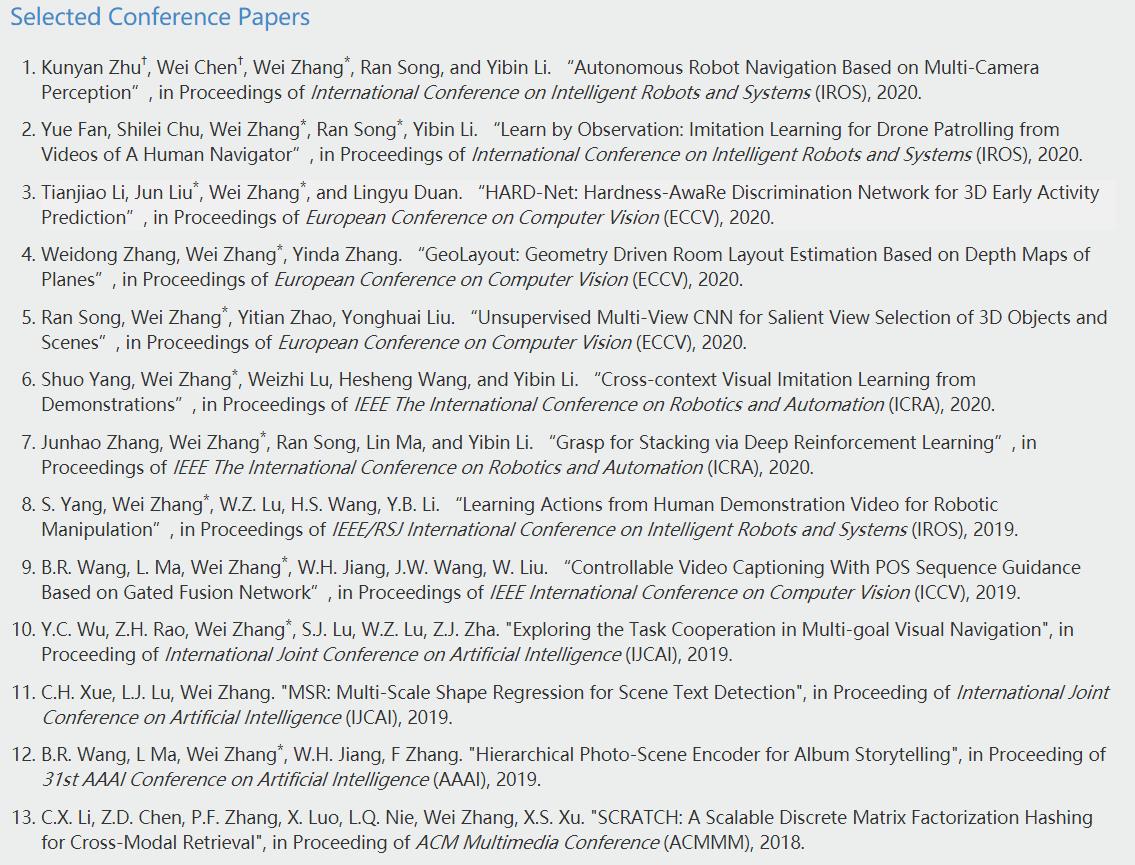 Selected Conference Papers
1. Kunyan Zhu†, Wei Chen†, Wei Zhang*, Ran Song, and Yibin Li. “Autonomous Robot Navigation Based on Multi-Camera
Perception” , in Proceedings of International Conference on Intelligent Robots and Systems (IROS), 2020.
2. Yue Fan, Shilei Chu, Wei Zhang*, Ran Song*, Yibin Li. “Learn by Observation: Imitation Learning for Drone Patrolling from
Videos of A Human Navigator” , in Proceedings of International Conference on Intelligent Robots and Systems (IROS), 2020.
3. Tianjiao Li, Jun Liu*, Wei Zhang*, and Lingyu Duan. “HARD-Net: Hardness-AwaRe Discrimination Network for 3D Early Activity
Prediction” , in Proceedings of European Conference on Computer Vision (ECCV), 2020.
4. Weidong Zhang, Wei Zhang*, Yinda Zhang. “GeoLayout: Geometry Driven Room Layout Estimation Based on Depth Maps of
Planes” , in Proceedings of European Conference on Computer Vision (ECCV), 2020.
5. Ran Song, Wei Zhang*, Yitian Zhao, Yonghuai Liu. “Unsupervised Multi-View CNN for Salient View Selection of 3D Objects and
Scenes” , in Proceedings of European Conference on Computer Vision (ECCV), 2020.
6. Shuo Yang, Wei Zhang*, Weizhi Lu, Hesheng Wang, and Yibin Li. “Cross-context Visual Imitation Learning from
Demonstrations” , in Proceedings of IEEE The International Conference on Robotics and Automation (ICRA), 2020.
7. Junhao Zhang, Wei Zhang*, Ran Song, Lin Ma, and Yibin Li. “Grasp for Stacking via Deep Reinforcement Learning” , in
Proceedings of IEEE The International Conference on Robotics and Automation (ICRA), 2020.
8. S. Yang, Wei Zhang*, W.Z. Lu, H.S. Wang, Y.B. Li. “Learning Actions from Human Demonstration Video for Robotic
Manipulation” , in Proceedings of IEEE/RSJ International Conference on Intelligent Robots and Systems (IROS), 2019.
9. B.R. Wang, L. Ma, Wei Zhang*, W.H. Jiang, J.W. Wang, W. Liu. “Controllable Video Captioning With POS Sequence Guidance
Based on Gated Fusion Network” , in Proceedings of IEEE International Conference on Computer Vision (ICCV), 2019.
10. Y.C. Wu, Z.H. Rao, Wei Zhang*, S.J. Lu, W.Z. Lu, Z.J. Zha. "Exploring the Task Cooperation in Multi-goal Visual Navigation", in
Proceeding of International Joint Conference on Artificial Intelligence (IJCAI), 2019.
11. C.H. Xue, L.J. Lu, Wei Zhang. "MSR: Multi-Scale Shape Regression for Scene Text Detection", in Proceeding of International Joint
Conference on Artificial Intelligence (IJCAI), 2019.
12. B.R. Wang, L Ma, Wei Zhang*, W.H. Jiang, F Zhang. "Hierarchical Photo-Scene Encoder for Album Storytelling", in Proceeding of
31st AAAI Conference on Artificial Intelligence (AAAI), 2019.
13. C.X. Li, Z.D. Chen, P.F. Zhang, X. Luo, L.Q. Nie, Wei Zhang, X.S. Xu. "SCRATCH: A Scalable Discrete Matrix Factorization Hashing
for Cross-Modal Retrieval", in Proceeding of ACM Multimedia Conference (ACMMM), 2018.